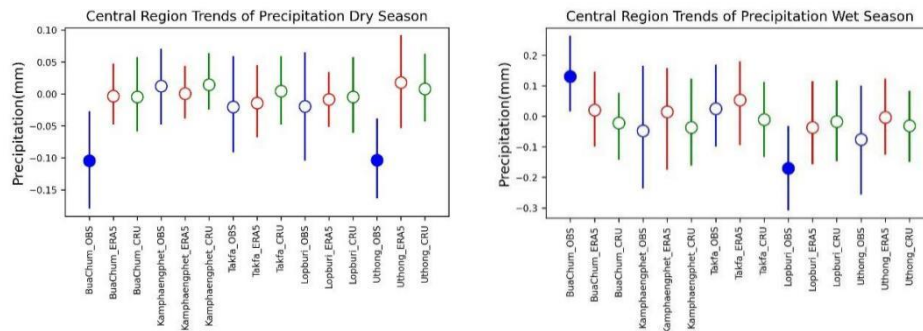 Central Region Trends of Precipitation Dry Season
Precipitation(mm)
0.10
0.05
0.00
−0.05
−0.10
−0.15
BuaChum_OBS
BuaChum_ERA5
BuaChum_CRU
Kamphaengphet_OBS
Kamphaengphet_ERA5
Kamphaengphet_CRU
Takfa_OBS
Takfa_ERA5
Takfa_CRU
Lopburi_OBS
Lopburi_ERA5
Lopburi_CRU
Uthong_OBS
Uthong_ERA5
Uthong_CRU
Central Region Trends of Precipitation Wet Season
Precipitation(mm)
0.2
0.1
0.0
−0.1
−0.2
−0.3
BuaChum_OBS
BuaChum_ERA5
BuaChum_CRU
Kamphaengphet_OBS
Kamphaengphet_ERA5
Kamphaengphet_CRU
Takfa_OBS
Takfa_ERA5
Takfa_CRU
Lopburi_OBS
Lopburi_ERA5
Lopburi_CRU
Uthong_OBS
Uthong_ERA5
Uthong_CRU